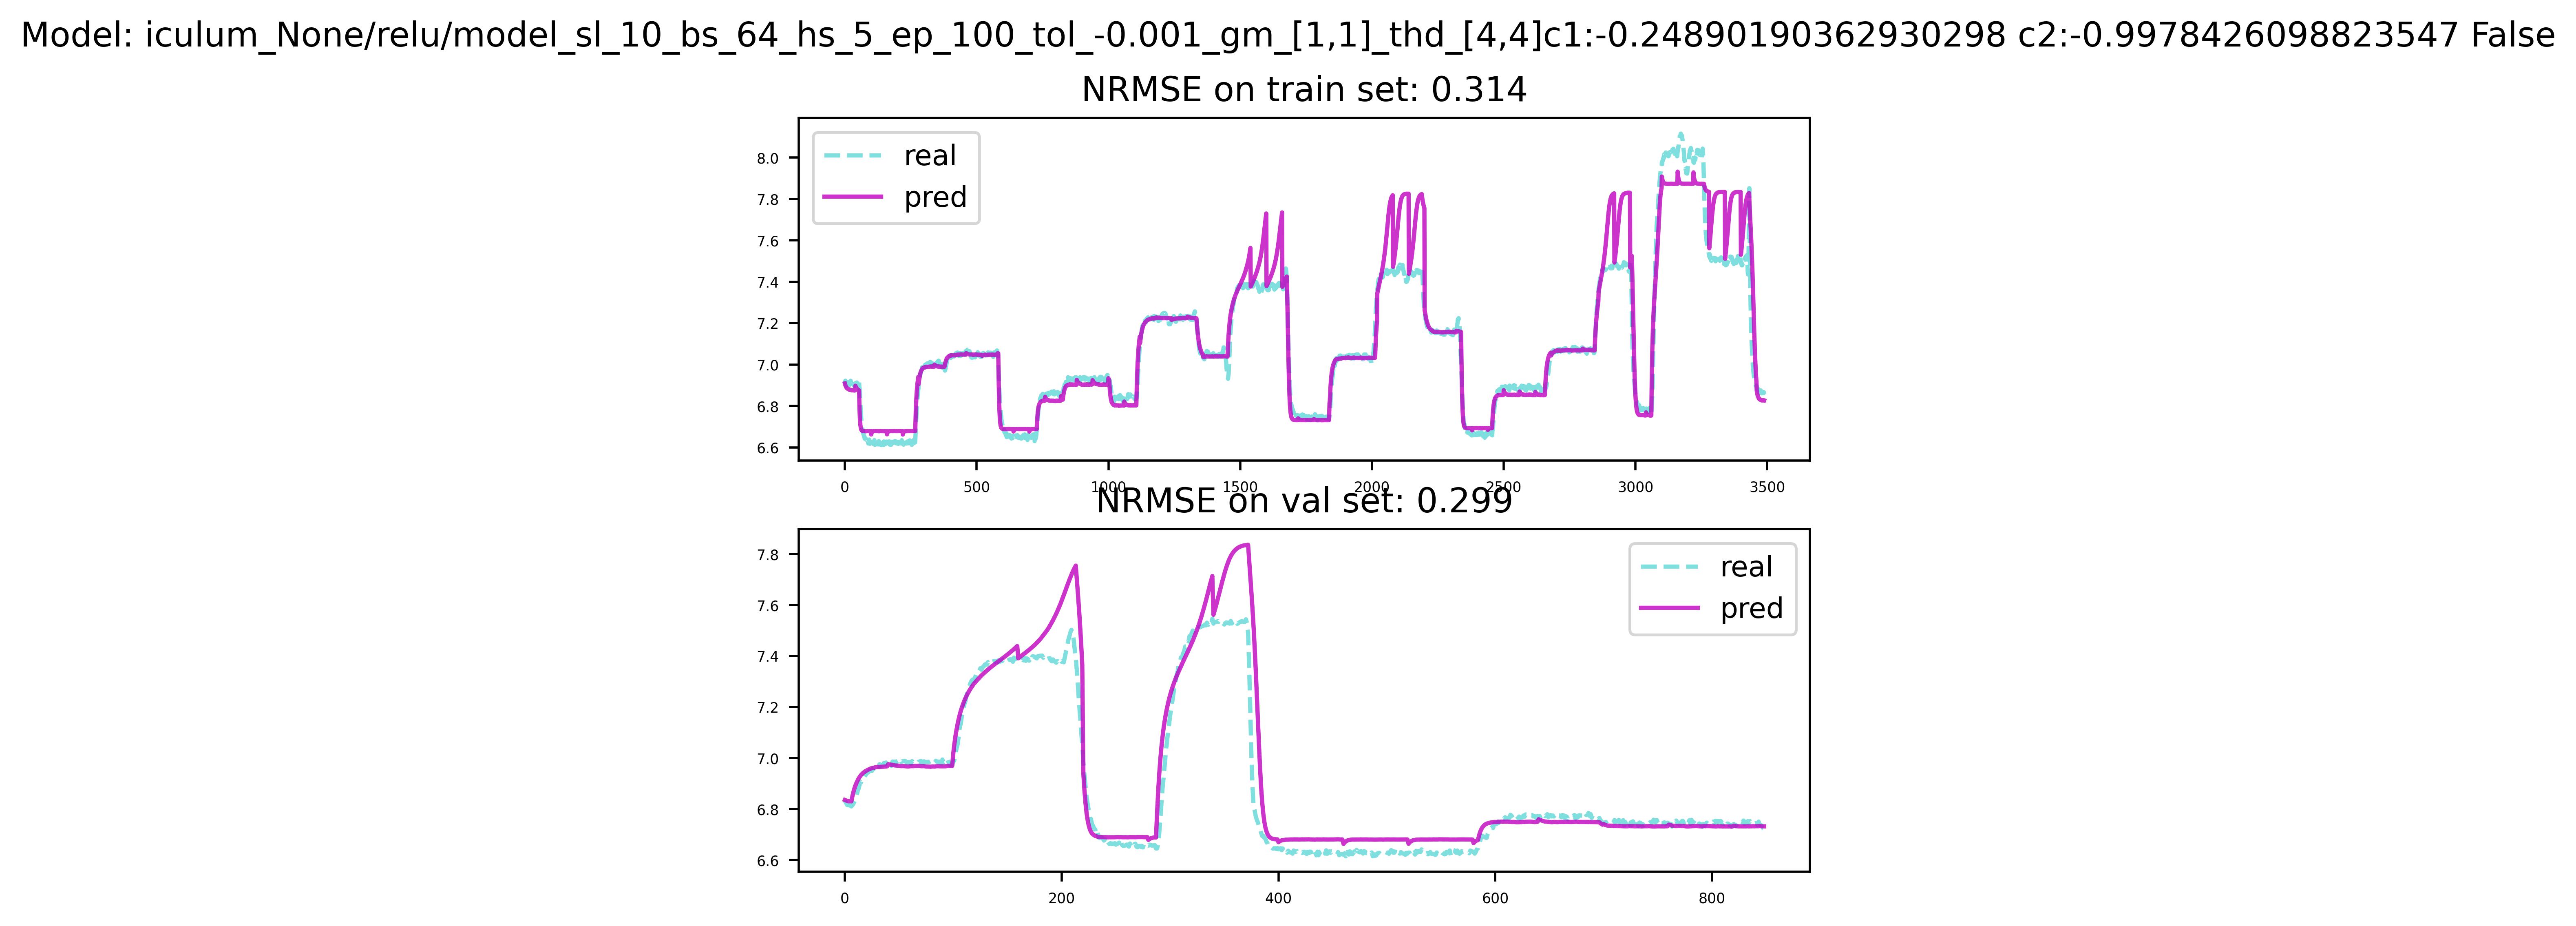 Model: iculum_None/relu/model_sl_10_bs_64_hs_5_ep_100_tol_-0.001_gm_[1,1]_thd_[4,4]c1:-0.24890190362930298 c2:-0.9978426098823547 False
NRMSE on train set: 0.314
real
pred
8.0
7.8
7.6
7.4
7.2
7.0
6.8
6.6
0 500 1000 1500 2000 2500 3000 3500
NRMSE on val set: 0.299
real
pred
7.8
7.6
7.4
7.2
7.0
6.8
6.6
0 200 400 600 800